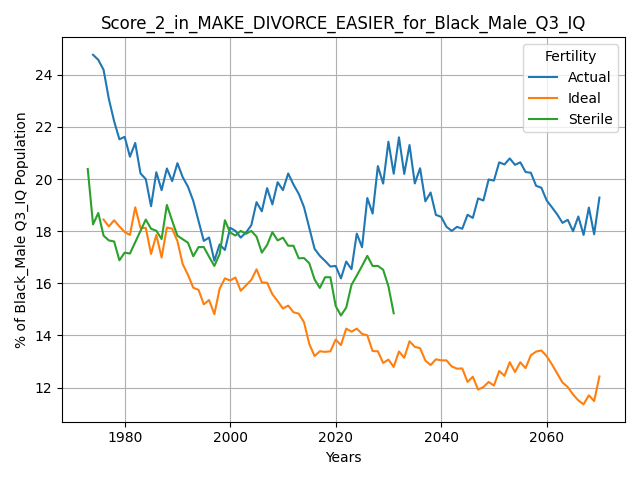 Score_2_in_MAKE_DIVORCE_EASIER_for_Black_Male_Q3_IQ
Fertility
Actual
Ideal
Sterile
% of Black_Male Q3_IQ Population
24
22
20
18
16
14
12
1980
2000
2020
2040
2060
Years